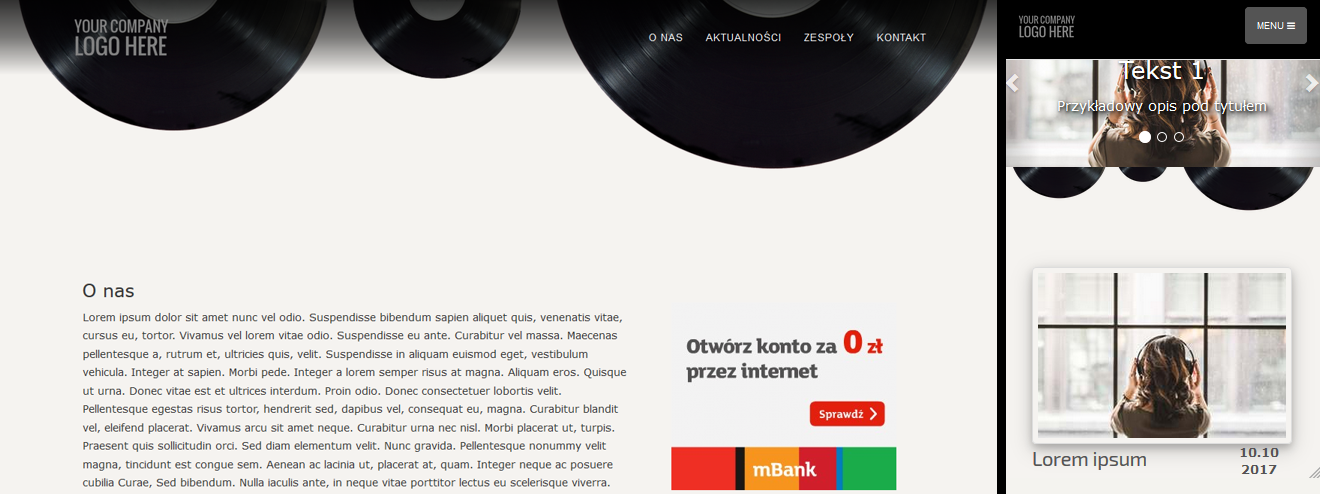 YOUR COMPANY
LOGO HERE
O NAS AKTUALNOŚCI ZESPOŁY KONTAKT
O nas
Lorem ipsum dolor sit amet nunc vel odio. Suspendisse bibendum sapien aliquet quis, venenatis vitae,
cursus eu, tortor. Vivamus vel lorem vitae odio. Suspendisse eu ante. Curabitur vel massa. Maecenas
pellentesque a, rutrum et, ultricies quis, velit. Suspendisse in aliquam euismod eget, vestibulum
vehicula. Integer at sapien. Morbi pede. Integer a lorem semper risus at magna. Aliquam eros. Quisque
ut urna. Donec vitae est et ultrices interdum. Proin odio. Donec consectetuer lobortis velit.
Pellentesque egestas risus tortor, hendrerit sed, dapibus vel, consequat eu, magna. Curabitur blandit
vel, eleifend placerat. Vivamus arcu sit amet neque. Curabitur urna nec nisl. Morbi placerat ut, turpis.
Praesent quis sollicitudin orci. Sed diam elementum velit. Nunc gravida. Pellentesque nonummy velit
magna, tincidunt est congue sem. Aenean ac lacinia ut, placerat at, quam. Integer neque ac posuere
cubilia Curae, Sed bibendum. Nulla iaculis ante, in neque vitae porttitor lectus eu scelerisque viverra.
Otwórz konto za 0 zł
przez internet
Sprawdź
mBank
YOUR COMPANY
LOGO HERE
MENU
Tekst 1
Przykładowy opis pod tytułem
Lorem ipsum
10.10
2017